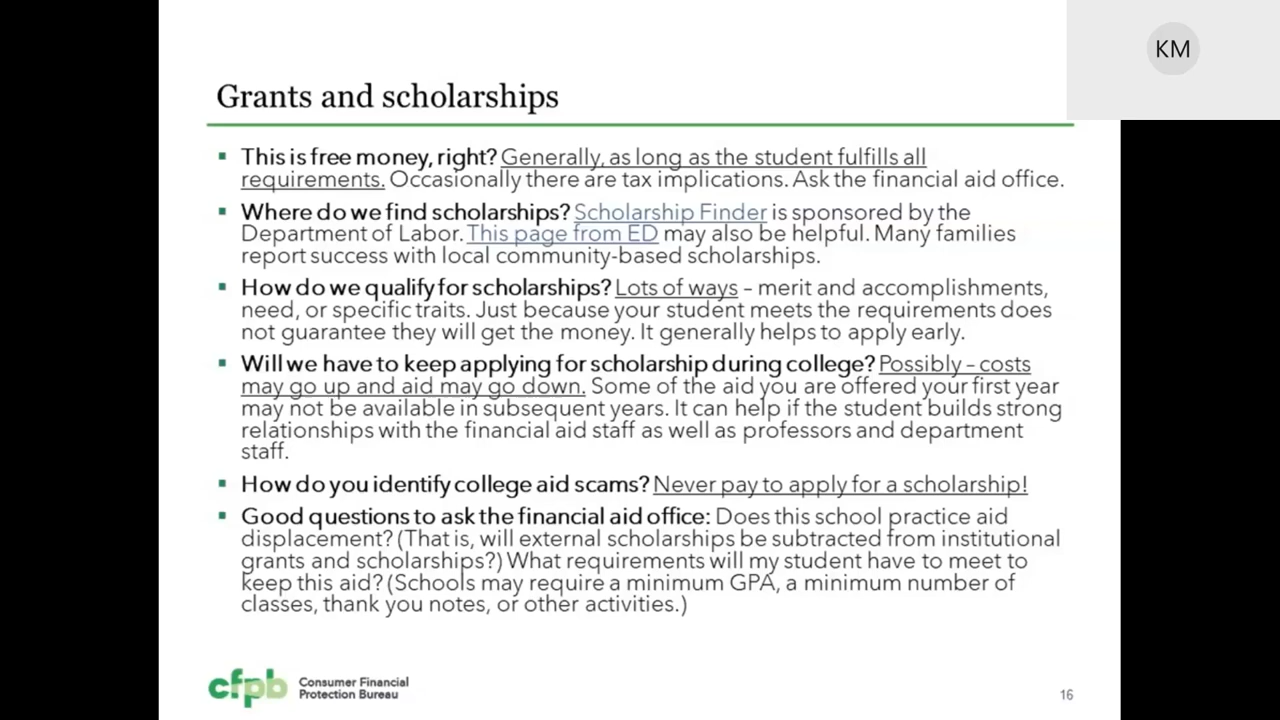 KM
Grants and scholarships
▪ This is free money, right? Generally, as long as the student fulfills all
requirements. Occasionally there are tax implications. Ask the financial aid office.
▪ Where do we find scholarships? Scholarship Finder is sponsored by the
Department of Labor. This page from ED may also be helpful. Many families
report success with local community-based scholarships.
▪ How do we qualify for scholarships? Lots of ways – merit and accomplishments,
need, or specific traits. Just because your student meets the requirements does
not guarantee they will get the money. It generally helps to apply early.
▪ Will we have to keep applying for scholarship during college? Possibly – costs
may go up and aid may go down. Some of the aid you are offered your first year
may not be available in subsequent years. It can help if the student builds strong
relationships with the financial aid staff as well as professors and department
staff.
▪ How do you identify college aid scams? Never pay to apply for a scholarship!
▪ Good questions to ask the financial aid office: Does this school practice aid
displacement? (That is, will external scholarships be subtracted from institutional
grants and scholarships?) What requirements will my student have to meet to
keep this aid? (Schools may require a minimum GPA, a minimum number of
classes, thank you notes, or other activities.)
cfpb Consumer Financial
Protection Bureau
16